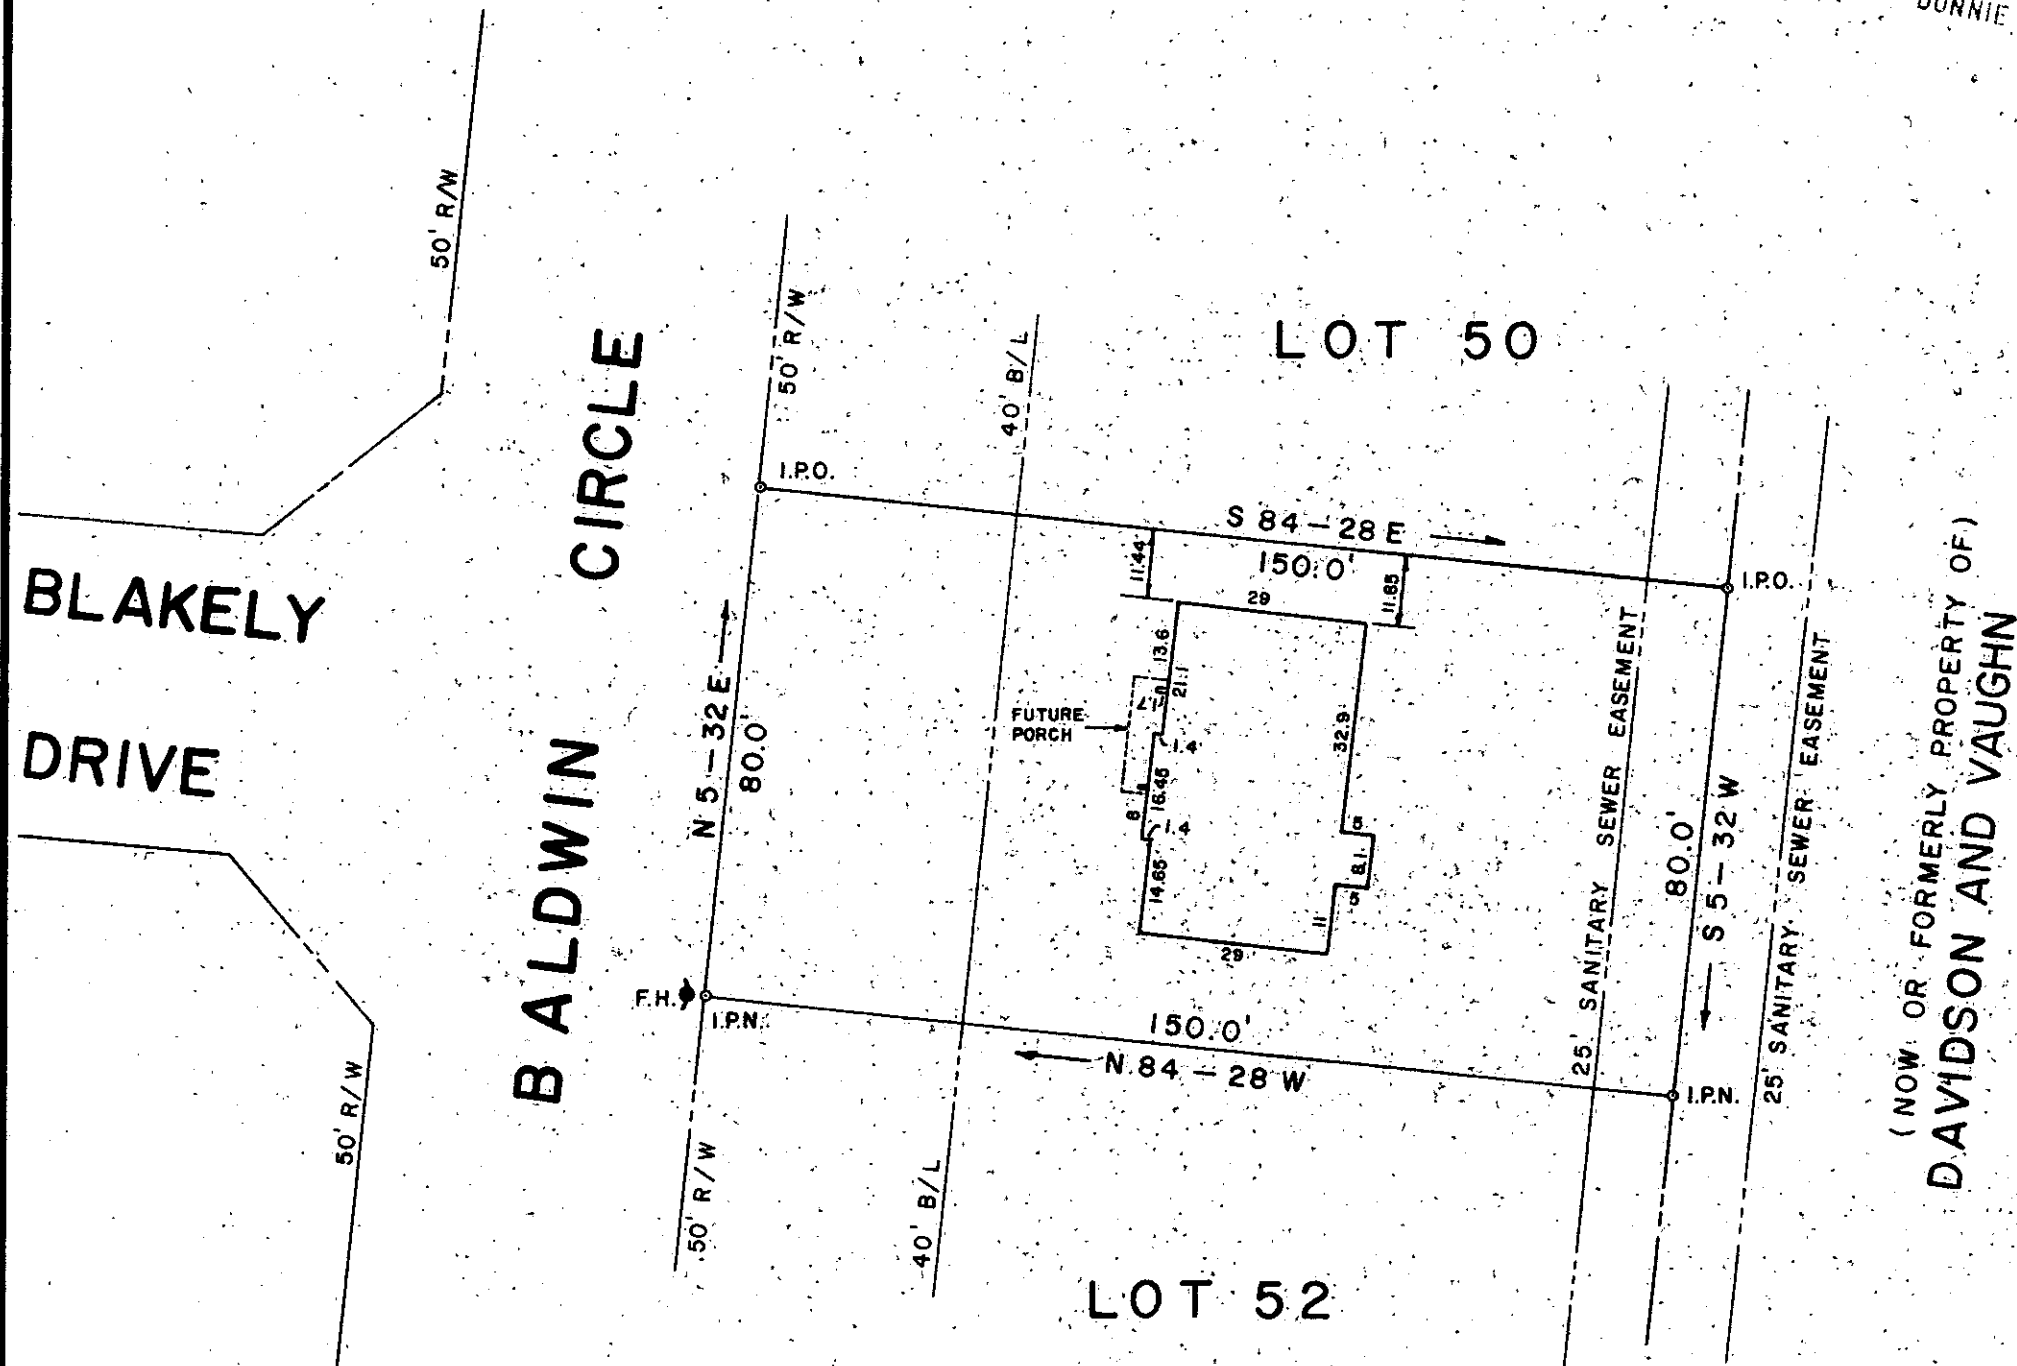 DONNIE
50' R/W
50' R/W
40' B/L
LOT 50
CIRCLE
I.P.O.
S 84 – 28 E
150.0'
11.44
11.85
I.P.O.
BLAKELY
DRIVE
BALDWIN
N 5 – 32 E
80.0'
FUTURE
PORCH
29
13.6
21.1
1.4
16.45
8
1.4
14.65
32.9
5
8.1
5
11
29
25' SANITARY SEWER EASEMENT
80.0'
S 5 – 32 W
25' SANITARY SEWER EASEMENT
(NOW OR FORMERLY PROPERTY OF)
DAVIDSON AND VAUGHN
F.H.
I.P.N.
150.0'
N 84 – 28 W
I.P.N.
50' R/W
50' R/W
40' B/L
LOT 52